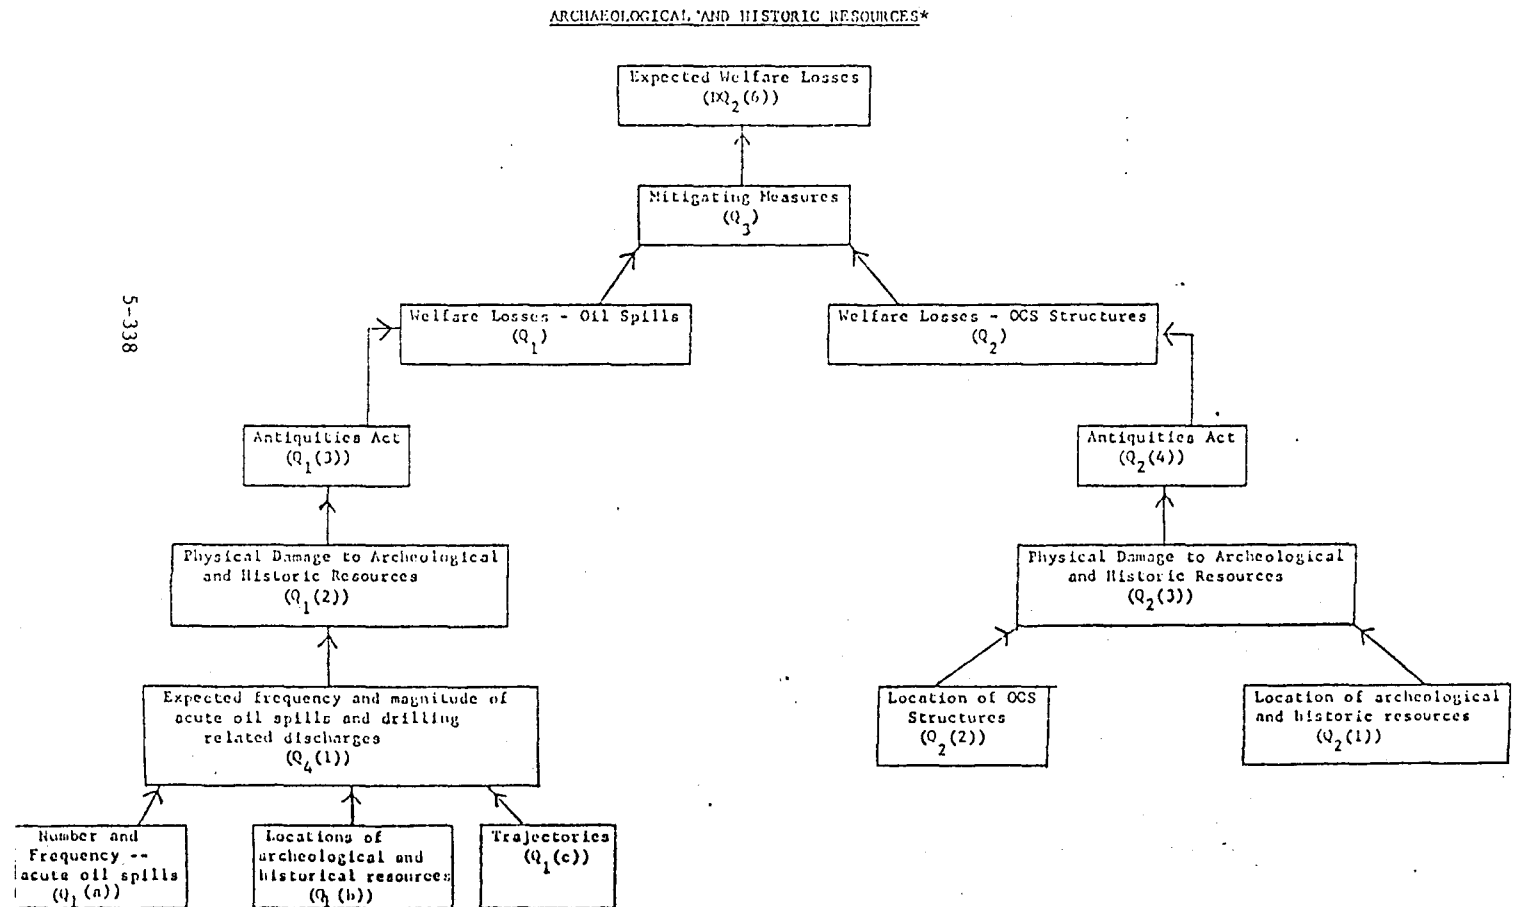 ARCHAEOLOGICAL AND HISTORIC RESOURCES*
Expected Welfare Losses
(DQ2(6))
Mitigating Measures
(Q3)
5-338
Welfare Losses - Oil Spills
(Q1)
Welfare Losses - OCS Structures
(Q2)
Antiquities Act
(Q1(3))
Antiquities Act
(Q2(4))
Physical Damage to Archeological
and Historic Resources
(Q1(2))
Physical Damage to Archeological
and Historic Resources
(Q2(3))
Expected frequency and magnitude of
acute oil spills and drilling
related discharges
(Q4(1))
Location of OCS
Structures
(Q2(2))
Location of archeological
and historic resources
(Q2(1))
Number and
Frequency --
acute oil spills
(Q1(a))
Locations of
archeological and
historical resources
(Q1(b))
Trajectories
(Q1(c))